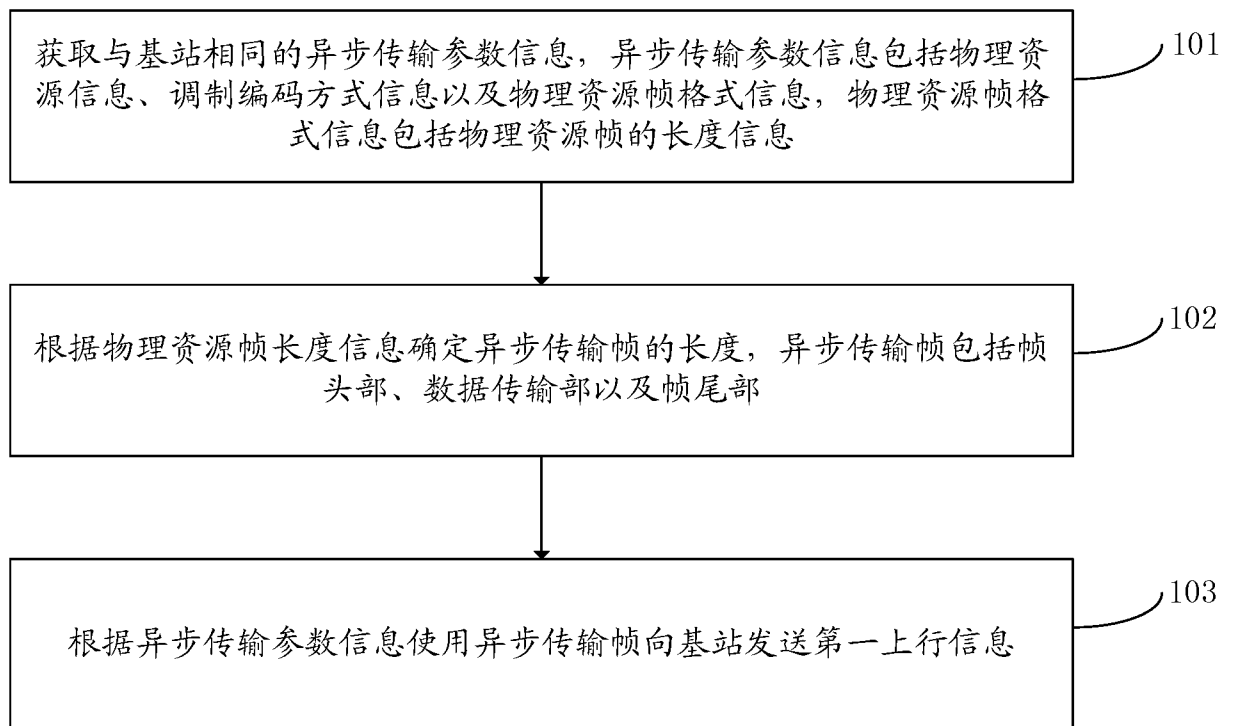 获取与基站相同的异步传输参数信息，异步传输参数信息包括物理资
源信息、调制编码方式信息以及物理资源帧格式信息，物理资源帧格
式信息包括物理资源帧的长度信息
101
根据物理资源帧长度信息确定异步传输帧的长度，异步传输帧包括帧
头部、数据传输部以及帧尾部
102
根据异步传输参数信息使用异步传输帧向基站发送第一上行信息
103